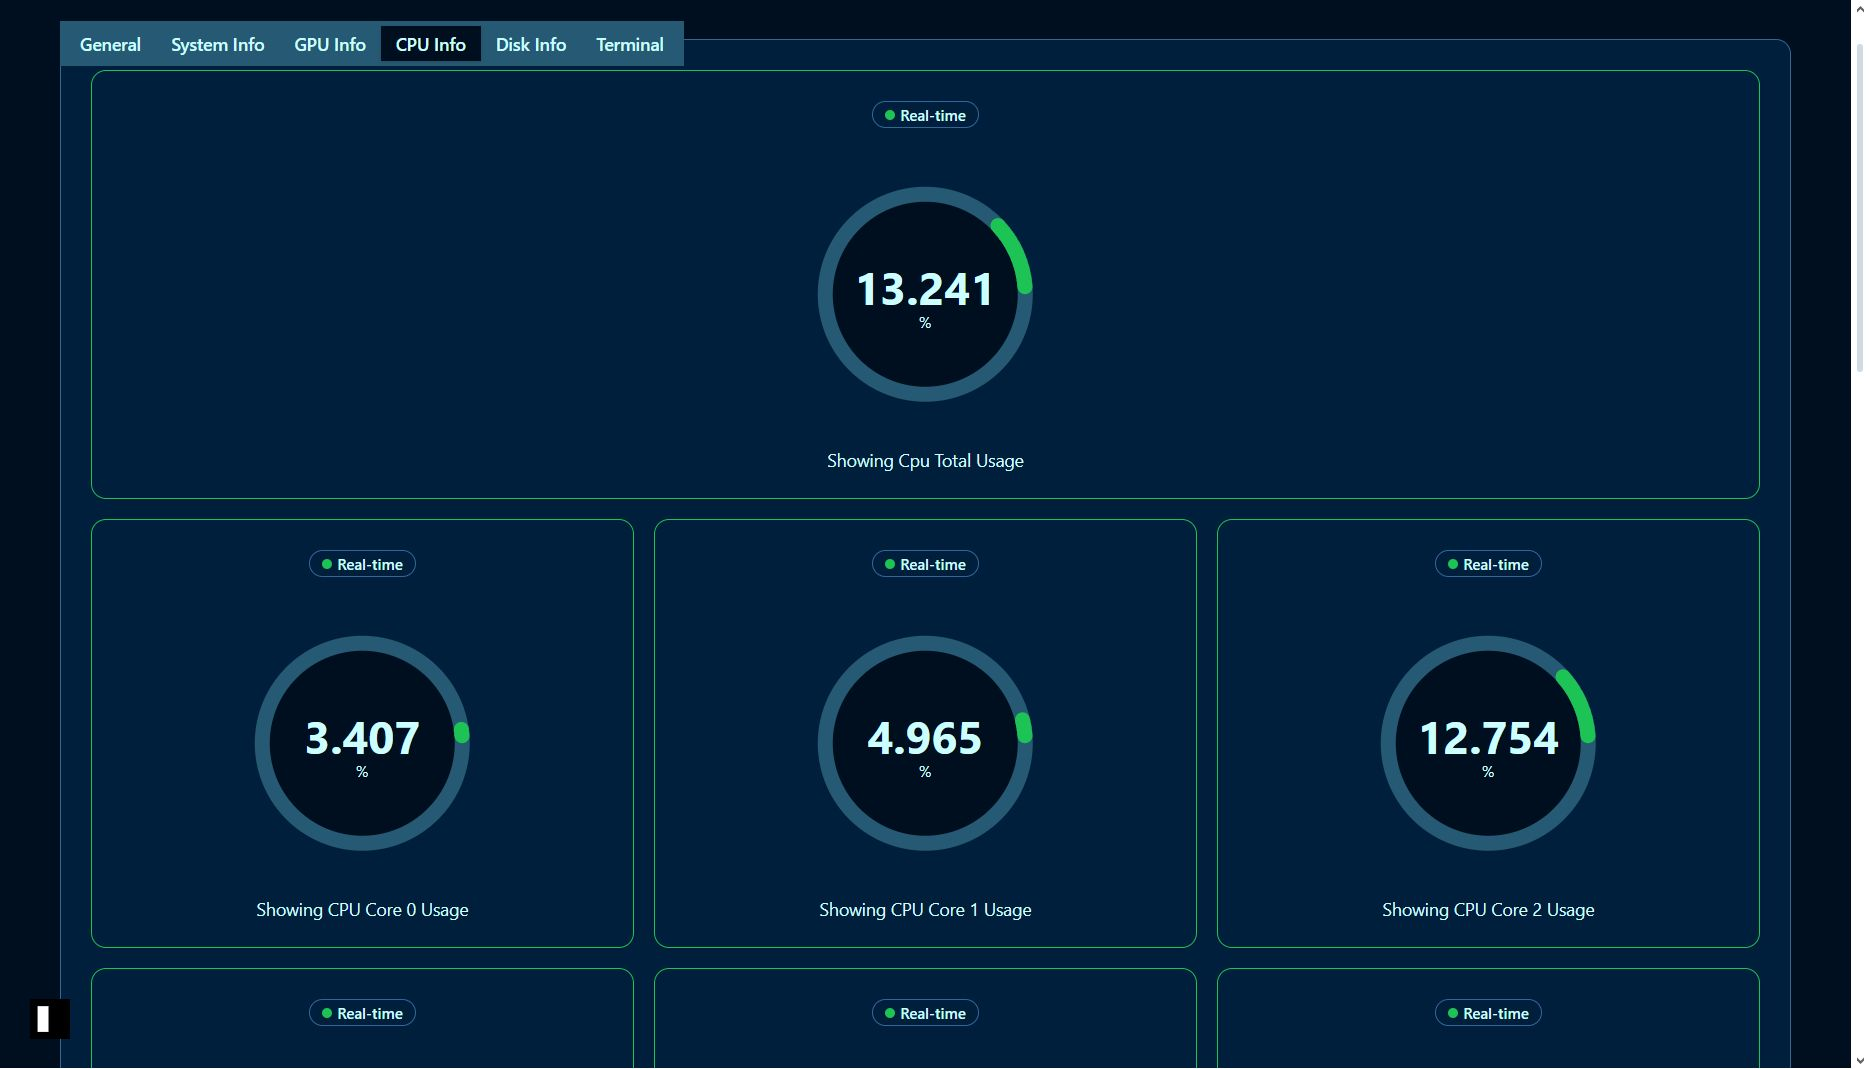 General System Info GPU Info CPU Info Disk Info Terminal
Real-time
13.241
%
Showing Cpu Total Usage
Real-time
3.407
%
Showing CPU Core 0 Usage
Real-time
4.965
%
Showing CPU Core 1 Usage
Real-time
12.754
%
Showing CPU Core 2 Usage
Real-time
Real-time
Real-time